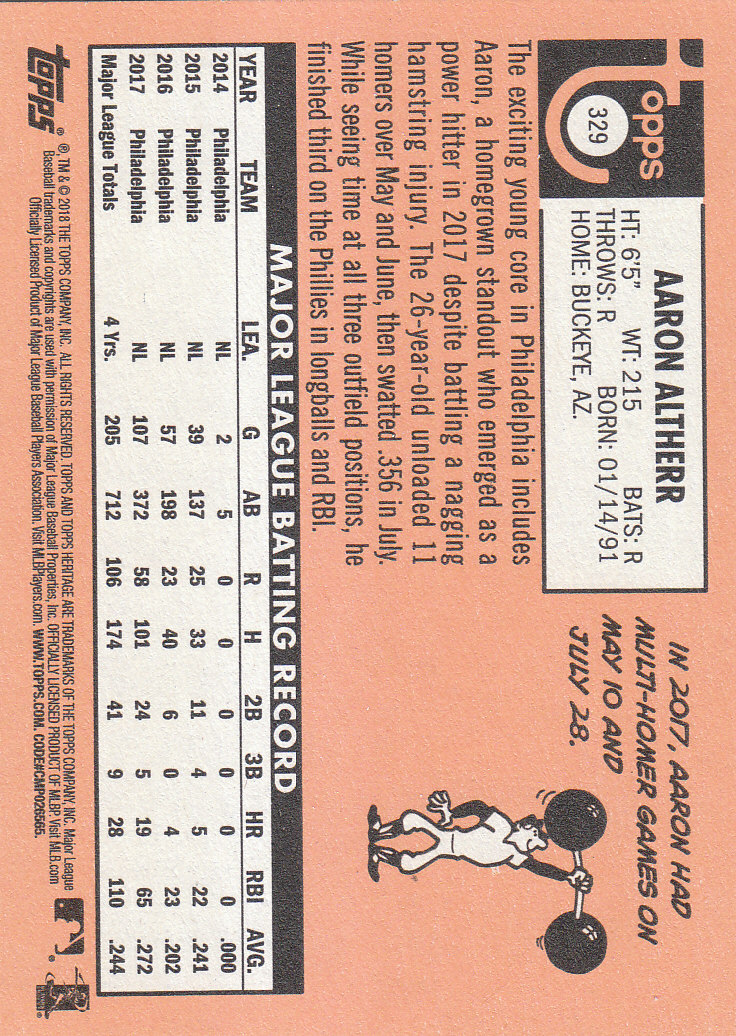 topps
329
AARON ALTHERR
HT: 6'5" WT: 215 BATS: R
THROWS: R BORN: 01/14/91
HOME: BUCKEYE, AZ.
IN 2017, AARON HAD
MULTI-HOMER GAMES ON
MAY 10 AND
JULY 28.
The exciting young core in Philadelphia includes
Aaron, a homegrown standout who emerged as a
power hitter in 2017 despite battling a nagging
hamstring injury. The 26-year-old unloaded 11
homers over May and June, then swatted .356 in July.
While seeing time at all three outfield positions, he
finished third on the Phillies in longballs and RBI.
MAJOR LEAGUE BATTING RECORD
YEAR TEAM LEA. G AB R H 2B 3B HR RBI AVG.
2014 Philadelphia NL 2 5 0 0 0 0 0 0 .000
2015 Philadelphia NL 39 137 25 33 11 4 5 22 .241
2016 Philadelphia NL 57 198 23 40 6 0 4 23 .202
2017 Philadelphia NL 107 372 58 101 24 5 19 65 .272
Major League Totals 4 Yrs. 205 712 106 174 41 9 28 110 .244
topps ® ®, TM & © 2018 THE TOPPS COMPANY, INC. ALL RIGHTS RESERVED. TOPPS AND TOPPS HERITAGE ARE TRADEMARKS OF THE TOPPS COMPANY, INC. Major League
Baseball trademarks and copyrights are used with permission of Major League Baseball Properties, Inc. OFFICIALLY LICENSED PRODUCT OF MLBP. Visit MLB.com
Officially Licensed Product of Major League Baseball Players Association. Visit MLBPlayers.com. WWW.TOPPS.COM. CODE#CMP026565.